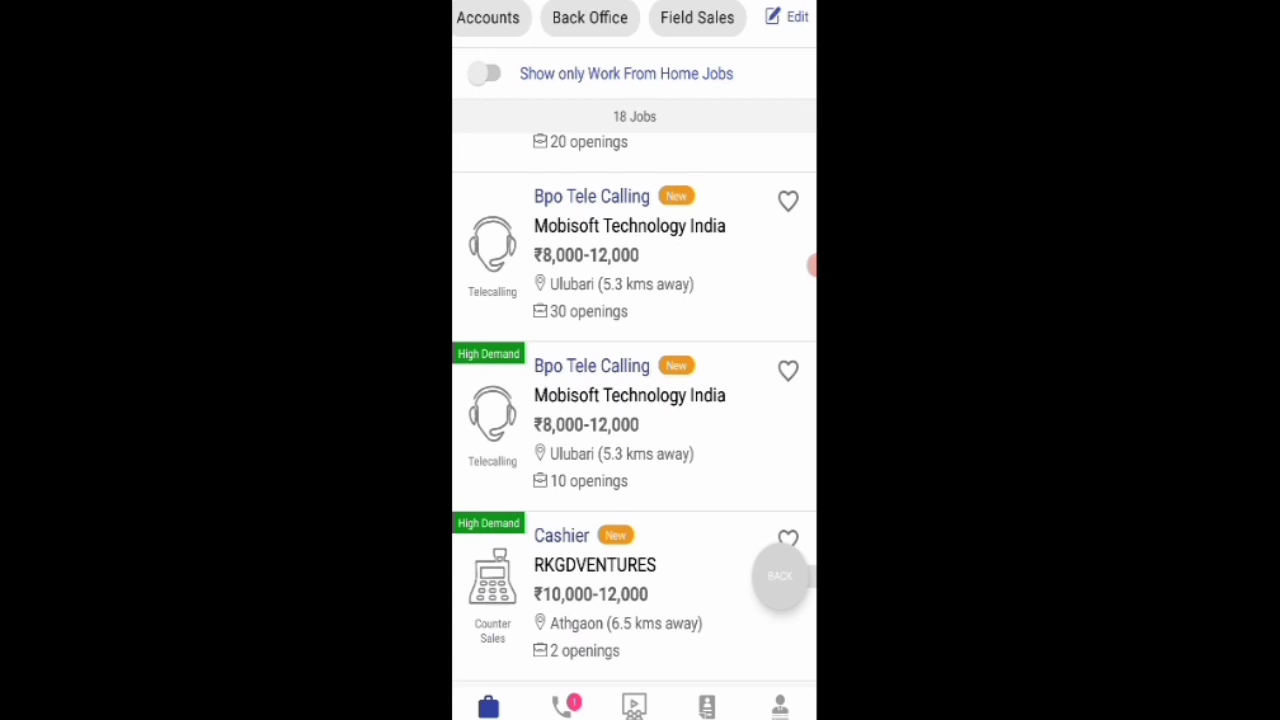 Accounts
Back Office
Field Sales
Edit
Show only Work From Home Jobs
18 Jobs
20 openings
Bpo Tele Calling New
Mobisoft Technology India
₹8,000-12,000
Ulubari (5.3 kms away)
Telecalling
30 openings
High Demand
Bpo Tele Calling New
Mobisoft Technology India
₹8,000-12,000
Ulubari (5.3 kms away)
Telecalling
10 openings
High Demand
Cashier New
RKGDVENTURES
₹10,000-12,000
BACK
Athgaon (6.5 kms away)
Counter
Sales
2 openings
1